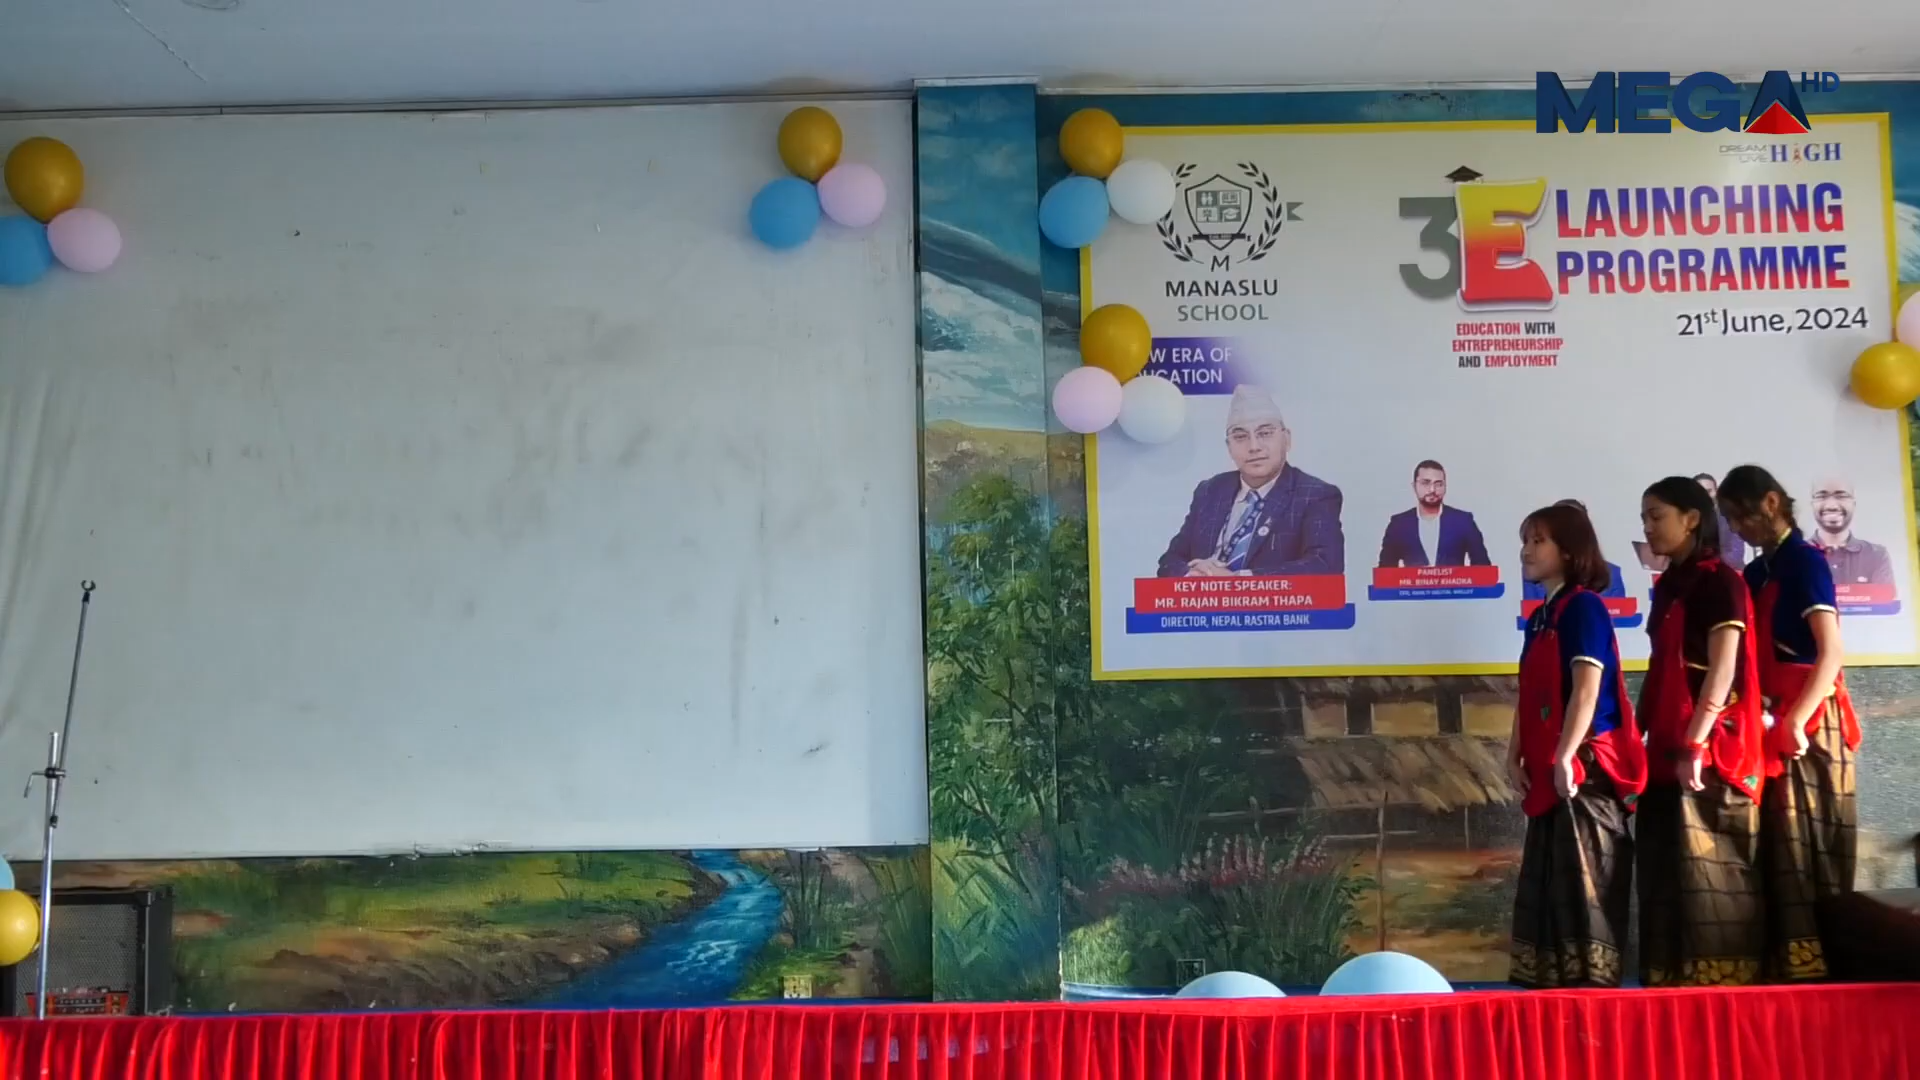 MEGA HD
DREAM
LIVE HIGH
3E LAUNCHING
PROGRAMME
21st June, 2024
EDUCATION WITH
ENTREPRENEURSHIP
AND EMPLOYMENT
M
MANASLU
SCHOOL
ERA OF
KEY NOTE SPEAKER:
MR. RAJAN BIKRAM THAPA
DIRECTOR, NEPAL RASTRA BANK
PANELIST
MR. BINAY KHADKA